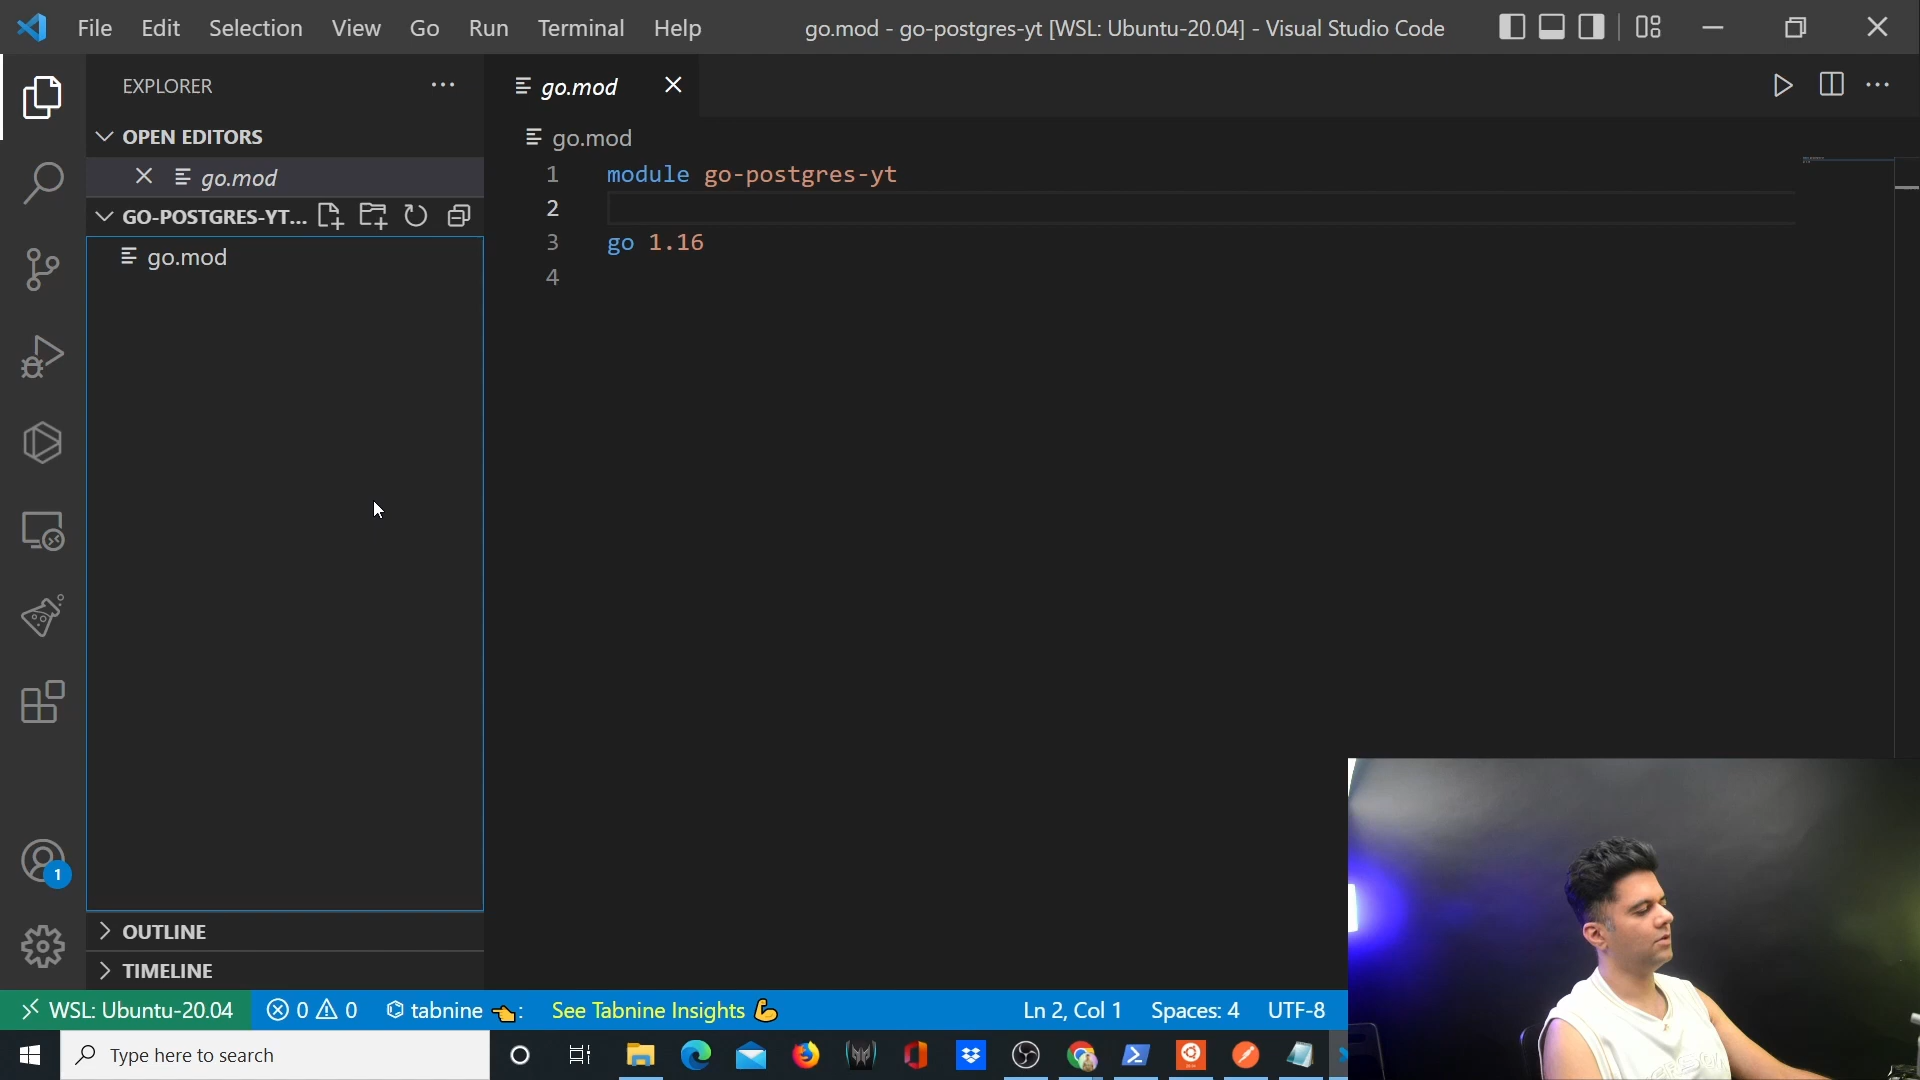 File Edit Selection View Go Run Terminal Help
go.mod - go-postgres-yt [WSL: Ubuntu-20.04] - Visual Studio Code
EXPLORER
OPEN EDITORS
go.mod
GO-POSTGRES-YT...
go.mod
OUTLINE
TIMELINE
1
go.mod
go.mod
1 module go-postgres-yt
2
3 go 1.16
4
WSL: Ubuntu-20.04 0 0 tabnine : See Tabnine Insights Ln 2, Col 1 Spaces: 4 UTF-8
Type here to search